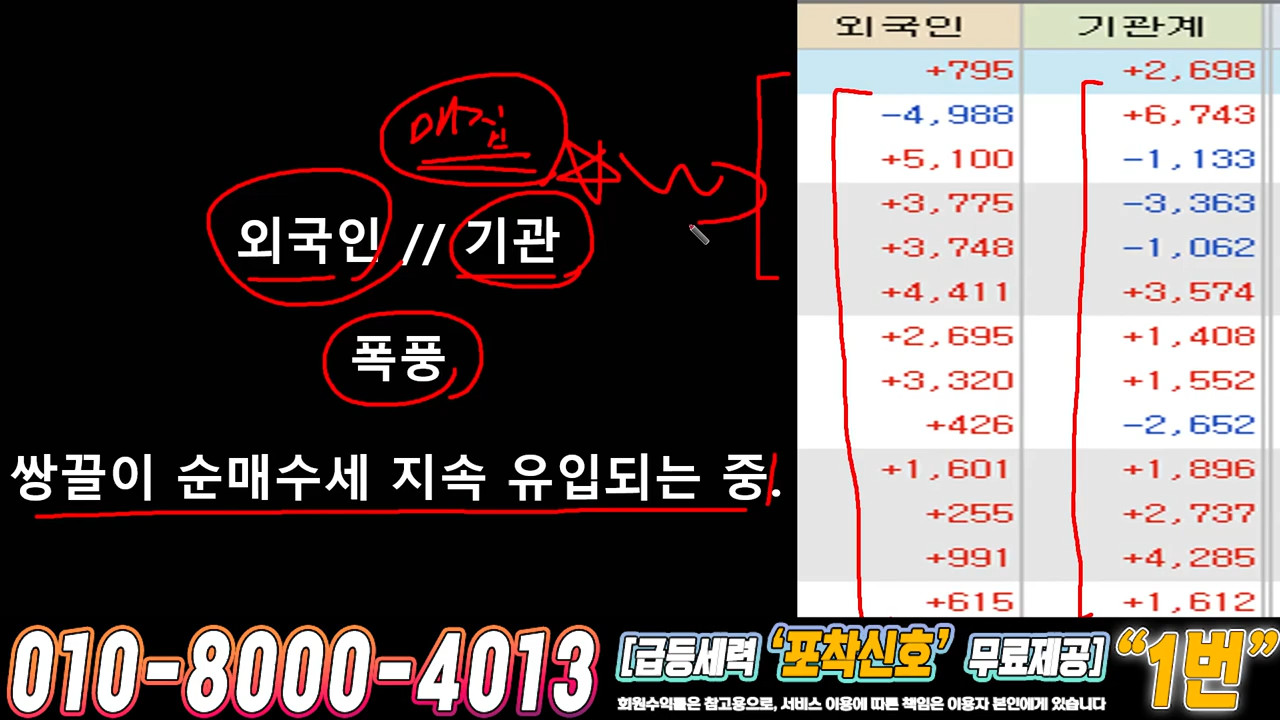 매집
외국인 // 기관
폭풍
쌍끌이 순매수세 지속 유입되는 중.
외국인 기관계
+795 +2,698
-4,988 +6,743
+5,100 -1,133
+3,775 -3,363
+3,748 -1,062
+4,411 +3,574
+2,695 +1,408
+3,320 +1,552
+426 -2,652
+1,601 +1,896
+255 +2,737
+991 +4,285
+615 +1,612
010-8000-4013 [급등세력 '포착신호' 무료제공] "1번"
회원수익률은 참고용으로, 서비스 이용에 따른 책임은 이용자 본인에게 있습니다